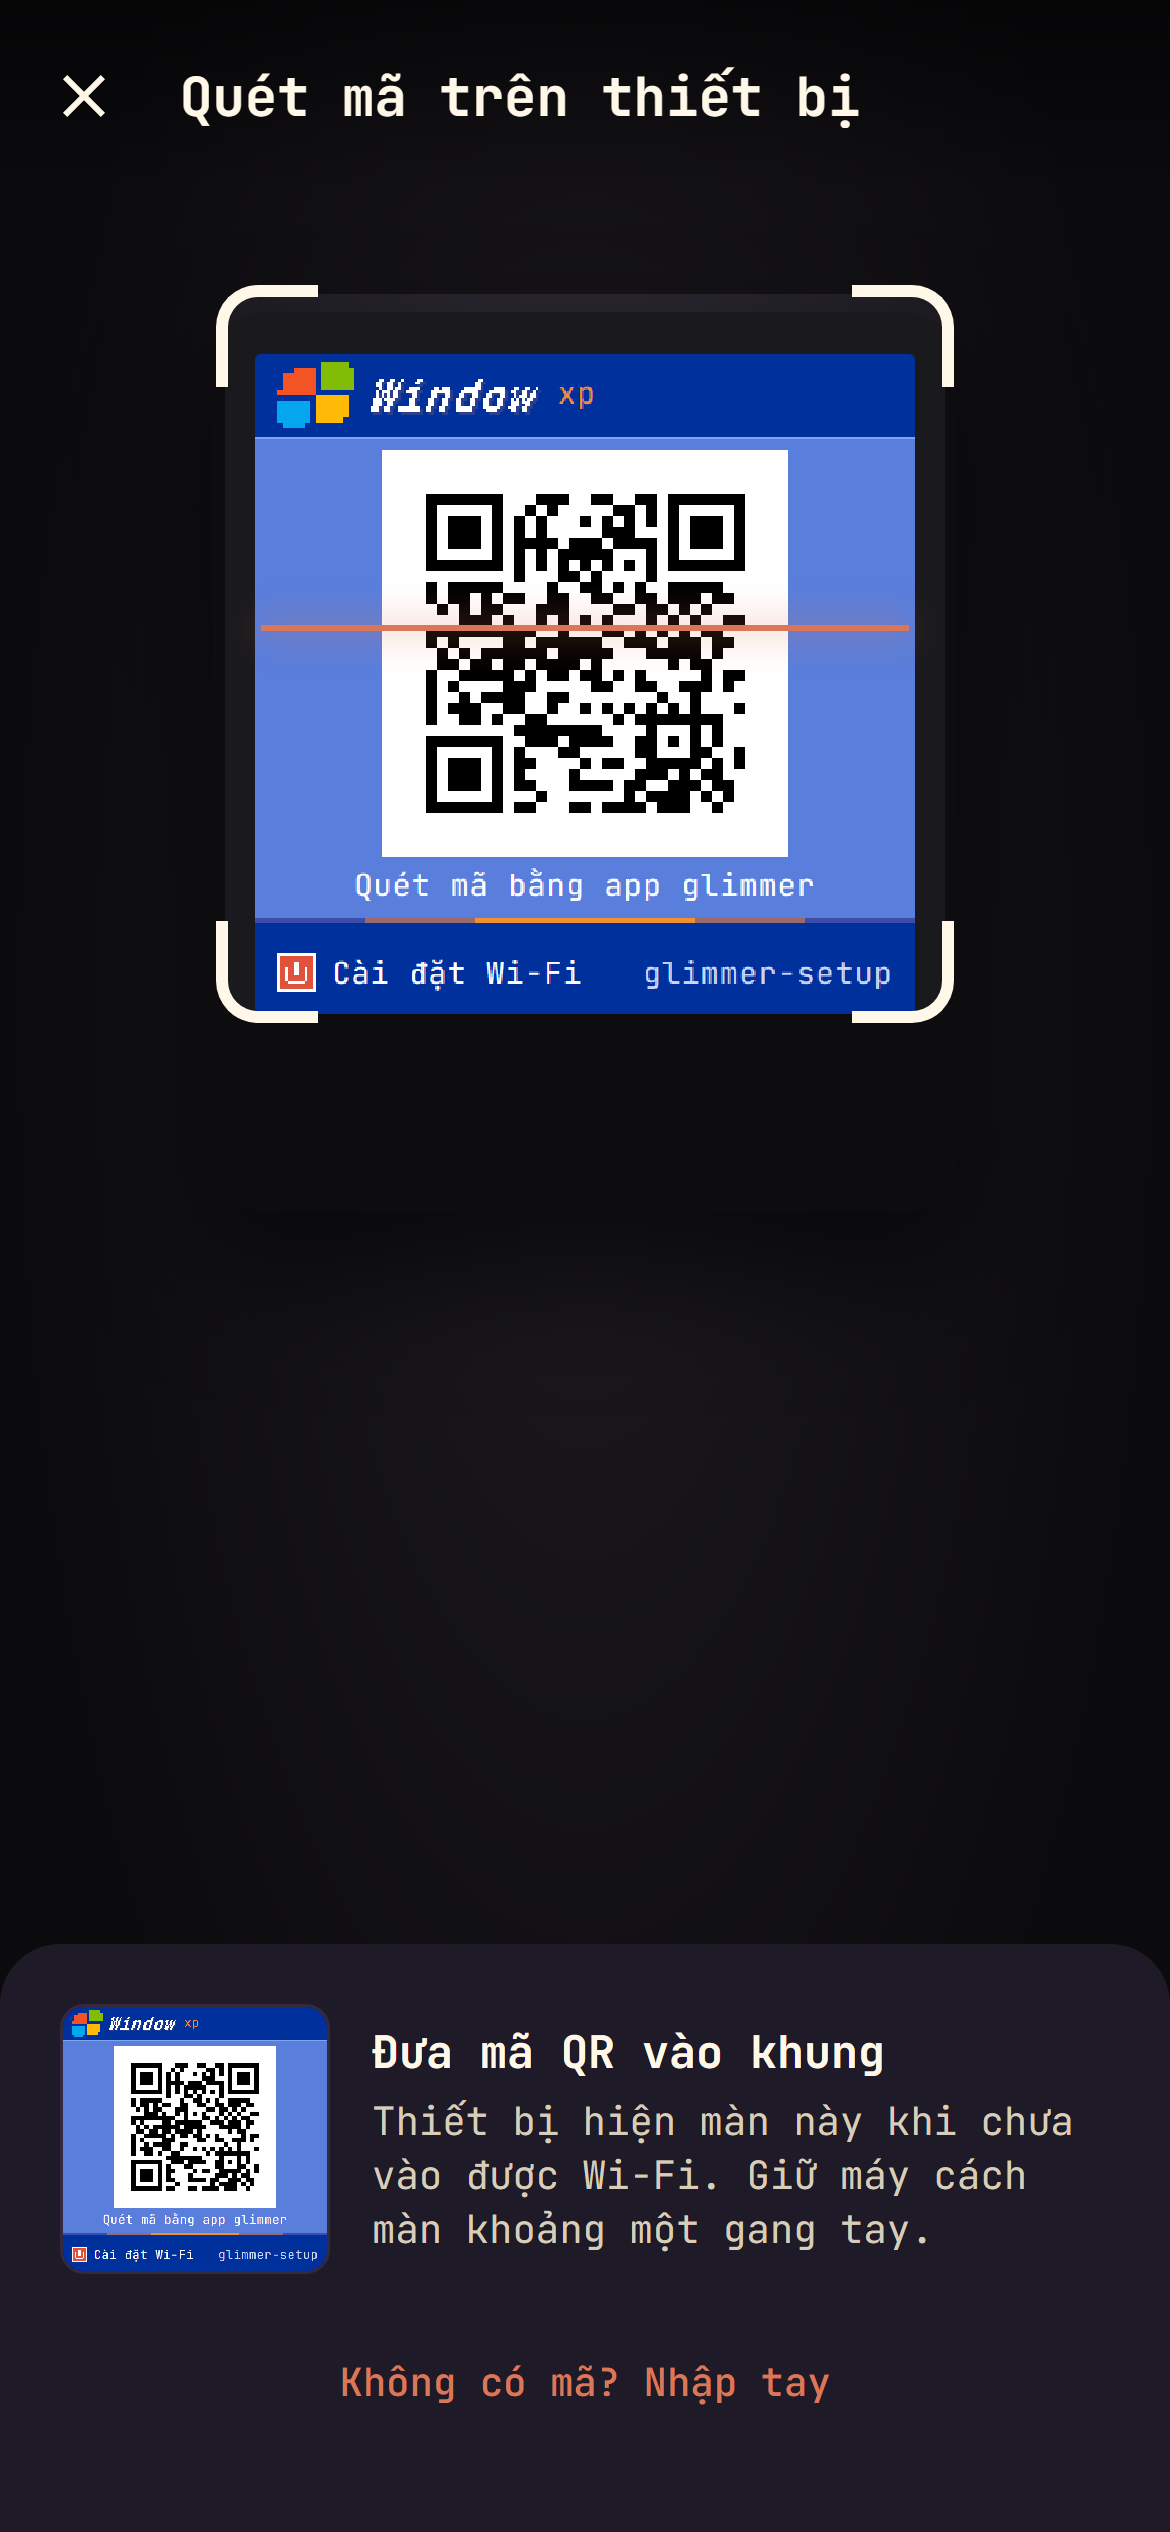 Quét mã trên thiết bị
Window xp
Quét mã bằng app glimmer
Cài đặt Wi-Fi glimmer-setup
Window xp
Quét mã bằng app glimmer
Cài đặt Wi-Fi glimmer-setup
Đưa mã QR vào khung
Thiết bị hiện màn này khi chưa
vào được Wi-Fi. Giữ máy cách
màn khoảng một gang tay.
Không có mã? Nhập tay